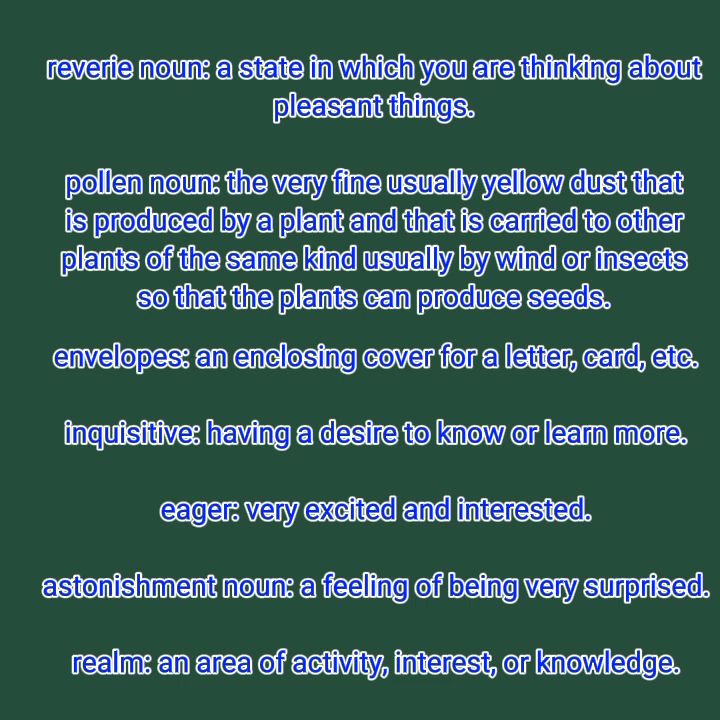 reverie noun: a state in which you are thinking about
pleasant things.
pollen noun: the very fine usually yellow dust that
is produced by a plant and that is carried to other
plants of the same kind usually by wind or insects
so that the plants can produce seeds.
envelopes: an enclosing cover for a letter, card, etc.
inquisitive: having a desire to know or learn more.
eager: very excited and interested.
astonishment noun: a feeling of being very surprised.
realm: an area of activity, interest, or knowledge.